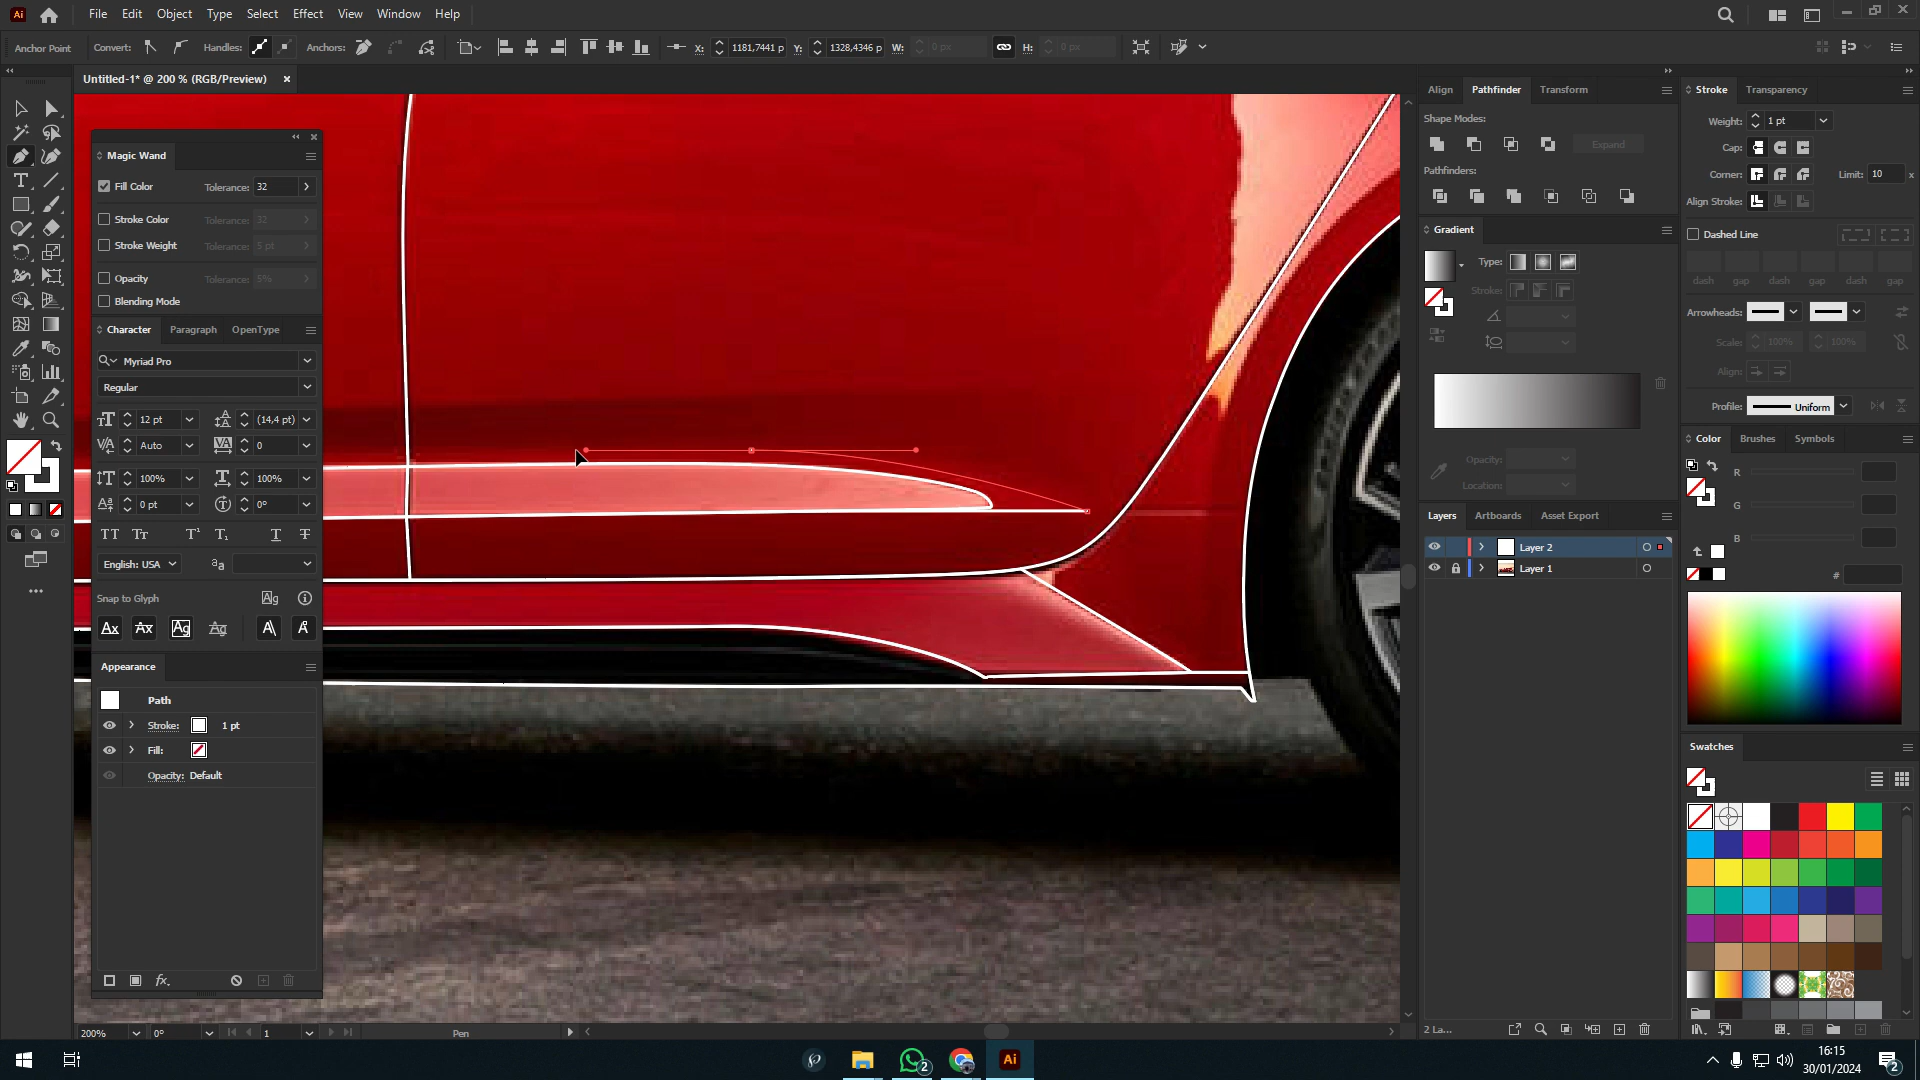 Ai File Edit Object Type Select Effect View Window Help
Anchor Point Convert: Handles: Anchors: X: 1181,7441 p Y: 1328,4346 p W: 0 px H: 0 px
Untitled-1* @ 200 % (RGB/Preview)
Magic Wand
Fill Color Tolerance: 32
Stroke Color Tolerance: 32
Stroke Weight Tolerance: 5 pt
Opacity Tolerance: 5%
Blending Mode
Character Paragraph OpenType
Myriad Pro
Regular
12 pt (14,4 pt)
Auto 0
100% 100%
0 pt 0°
English: USA
Snap to Glyph
Appearance
Path
Stroke: 1 pt
Fill:
Opacity: Default
200% 0° 1 Pen
Align Pathfinder Transform
Shape Modes:
Expand
Pathfinders:
Gradient
Type:
Stroke:
Opacity:
Location:
Layers Artboards Asset Export
Layer 2
Layer 1
2 La...
Stroke Transparency
Weight: 1 pt
Cap:
Corner: Limit: 10 x
Align Stroke:
Dashed Line
dash gap dash gap dash gap
Arrowheads:
Scale: 100% 100%
Align:
Profile: Uniform
Color Brushes Symbols
R
G
B
#
Swatches
2 Ai 16:15
30/01/2024 2